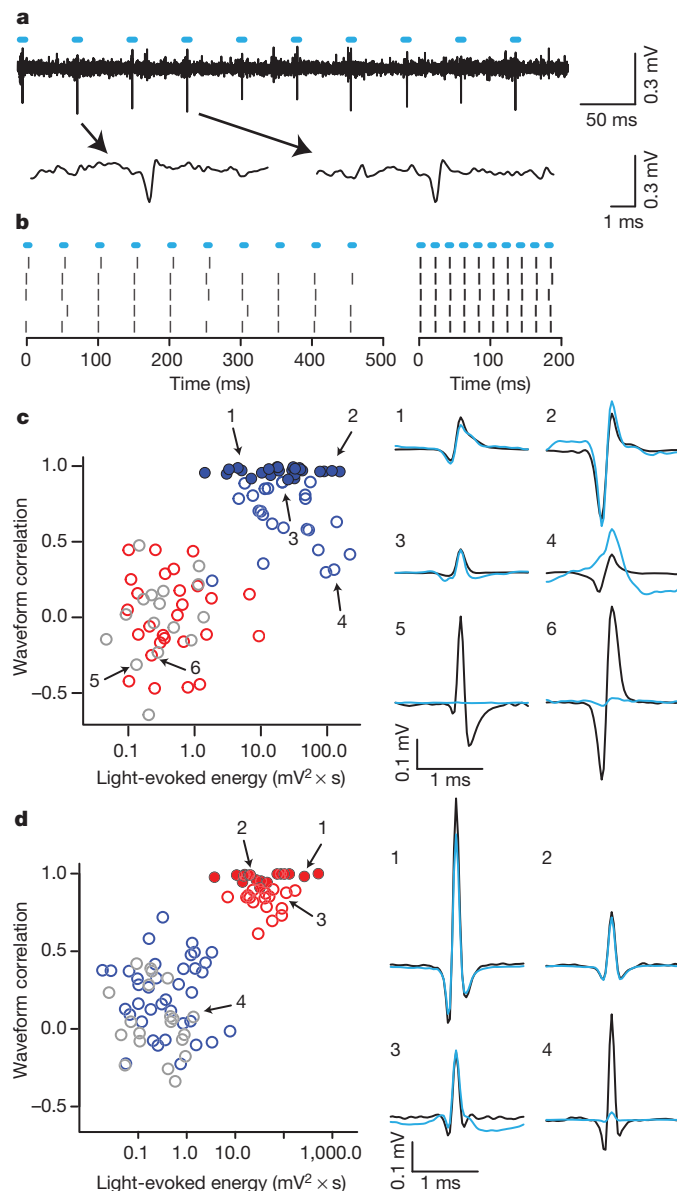 a
0.3 mV
50 ms
0.3 mV
1 ms
b
0 100 200 300 400 500
Time (ms)
0 100 200
Time (ms)
c
1 2
1.0
0.5
0.0
–0.5
Waveform correlation
3
4
5 6
0.1 1.0 10.0 100.0
Light-evoked energy (mV² × s)
1 2
3 4
5 6
0.1 mV
1 ms
d
2 1
1.0
0.5
0.0
–0.5
Waveform correlation
3
4
0.1 1.0 10.0 1,000.0
Light-evoked energy (mV² × s)
1 2
3 4
0.1 mV
1 ms